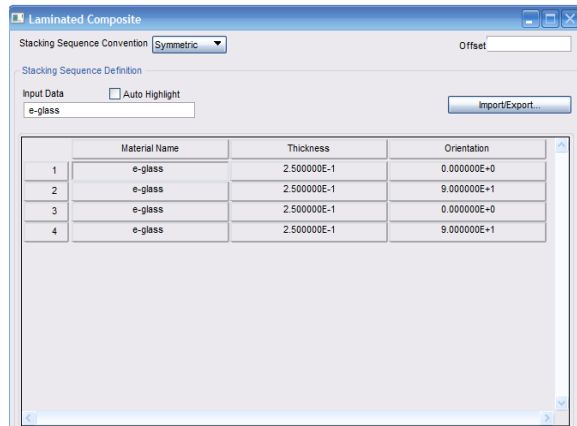 Laminated Composite
Stacking Sequence Convention Symmetric Offset
Stacking Sequence Definition
Input Data Auto Highlight
e-glass Import/Export...
Material Name Thickness Orientation
1 e-glass 2.500000E-1 0.000000E+0
2 e-glass 2.500000E-1 9.000000E+1
3 e-glass 2.500000E-1 0.000000E+0
4 e-glass 2.500000E-1 9.000000E+1